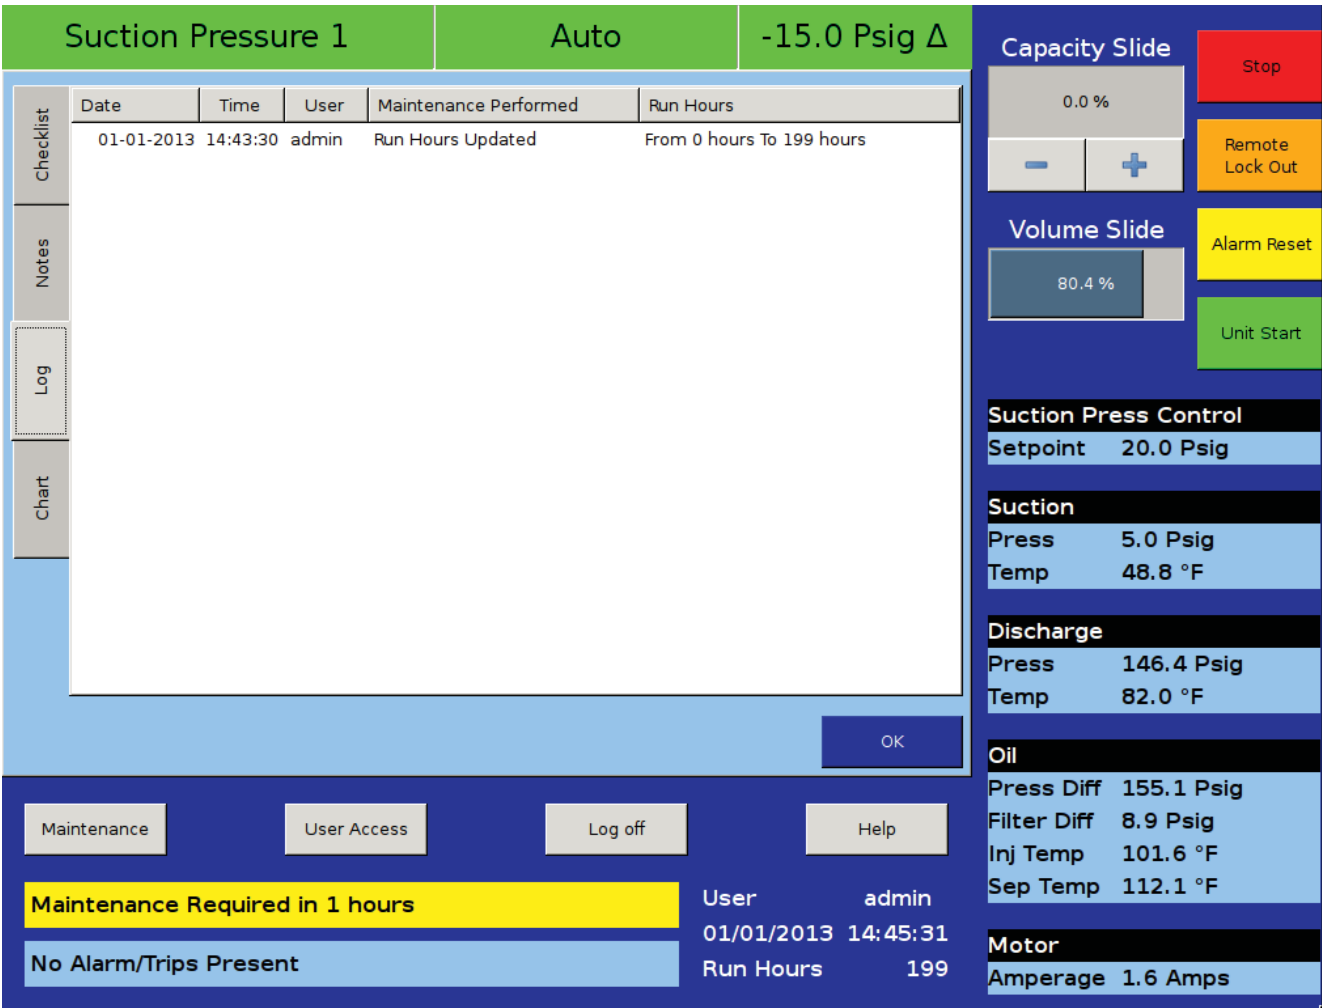 Suction Pressure 1 Auto -15.0 Psig Δ
Checklist
Notes
Log
Chart
Date Time User Maintenance Performed Run Hours
01-01-2013 14:43:30 admin Run Hours Updated From 0 hours To 199 hours
OK
Maintenance User Access Log off Help
Maintenance Required in 1 hours
No Alarm/Trips Present
User admin
01/01/2013 14:45:31
Run Hours 199
Capacity Slide
0.0 %
Volume Slide
80.4 %
Stop
Remote
Lock Out
Alarm Reset
Unit Start
Suction Press Control
Setpoint 20.0 Psig
Suction
Press 5.0 Psig
Temp 48.8 °F
Discharge
Press 146.4 Psig
Temp 82.0 °F
Oil
Press Diff 155.1 Psig
Filter Diff 8.9 Psig
Inj Temp 101.6 °F
Sep Temp 112.1 °F
Motor
Amperage 1.6 Amps